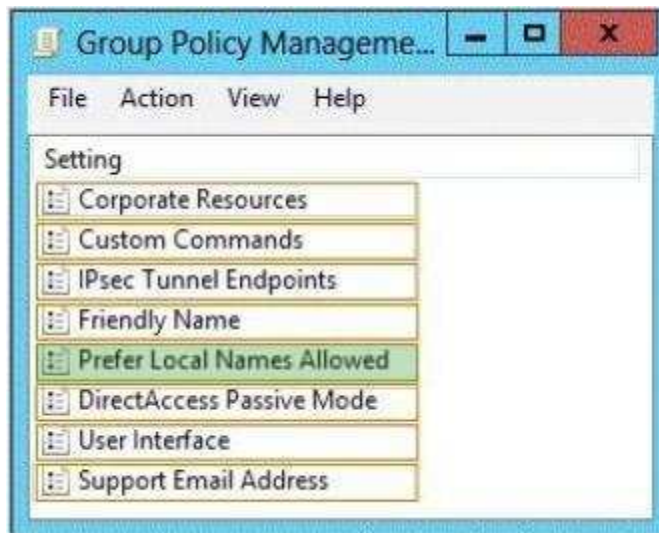 Group Policy Manageme...
File Action View Help
Setting
Corporate Resources
Custom Commands
IPsec Tunnel Endpoints
Friendly Name
Prefer Local Names Allowed
DirectAccess Passive Mode
User Interface
Support Email Address